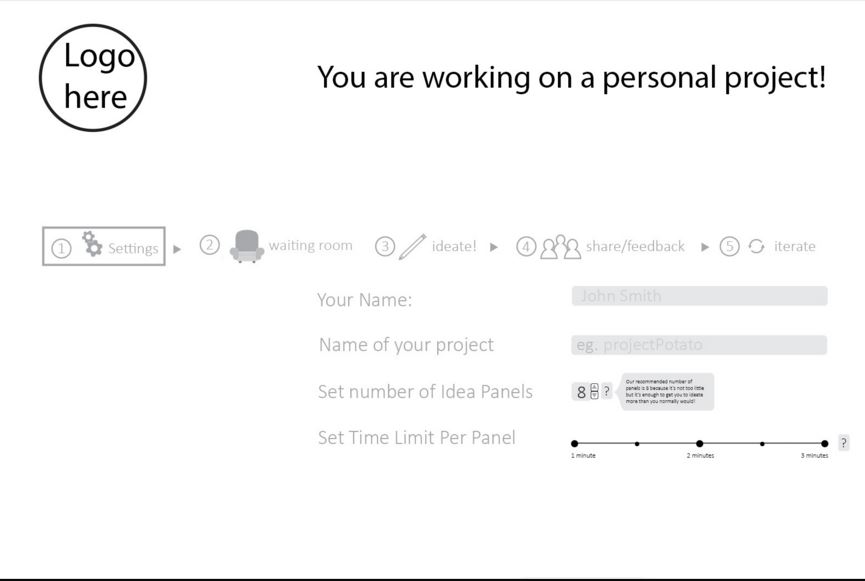 Logo
here
You are working on a personal project!
1 Settings
2 waiting room
3 ideate!
4 share/feedback
5 iterate
Your Name:
John Smith
Name of your project
eg. projectPotato
Set number of Idea Panels
8 ?
Our recommended number of
panels is 8 because it's not too little
but it's enough to get you to ideate
more than you normally would!
Set Time Limit Per Panel
?
1 minute
2 minutes
3 minutes